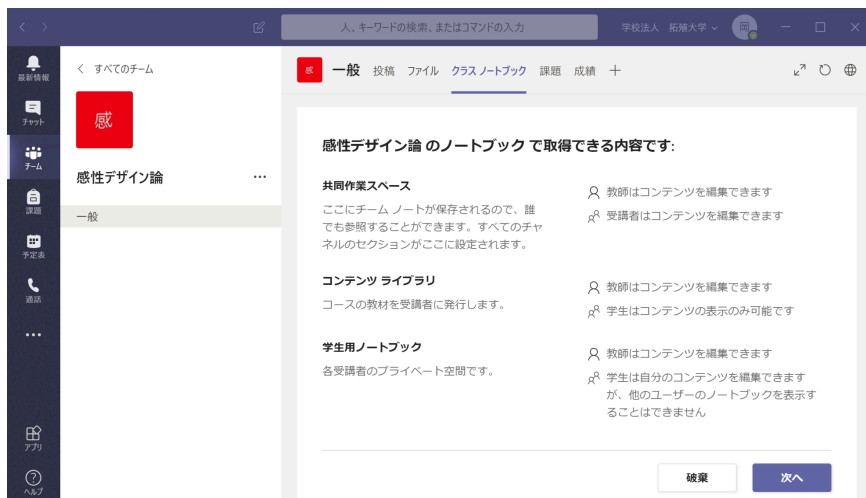 人、キーワードの検索、またはコマンドの入力
学校法人 拓殖大学
岡
最新情報
チャット
チーム
課題
予定表
通話
アプリ
ヘルプ
すべてのチーム
感
感性デザイン論
一般
感 一般 投稿 ファイル クラス ノートブック 課題 成績
感性デザイン論 のノートブック で取得できる内容です:
共同作業スペース
ここにチーム ノートが保存されるので、誰
でも参照することができます。すべてのチャ
ネルのセクションがここに設定されます。
教師はコンテンツを編集できます
受講者はコンテンツを編集できます
コンテンツ ライブラリ
コースの教材を受講者に発行します。
教師はコンテンツを編集できます
学生はコンテンツの表示のみ可能です
学生用ノートブック
各受講者のプライベート空間です。
教師はコンテンツを編集できます
学生は自分のコンテンツを編集できます
が、他のユーザーのノートブックを表示す
ることはできません
破棄
次へ